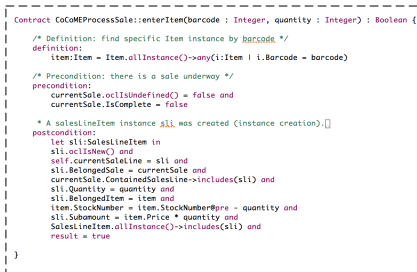 Contract CoCoMEProcessSale::enterItem(barcode : Integer, quantity : Integer) : Boolean {
/* Definition: find specific Item instance by barcode */
definition:
item:Item = Item.allInstance()->any(i:Item | i.Barcode = barcode)
/* Precondition: there is a sale underway */
precondition:
currentSale.oclIsUndefined() = false and
currentSale.IsComplete = false
* A salesLineItem instance sli was created (instance creation).
postcondition:
let sli:SalesLineItem in
sli.oclIsNew() and
self.currentSaleLine = sli and
sli.BelongedSale = currentSale and
currentSale.ContainedSalesLine->includes(sli) and
sli.Quantity = quantity and
sli.BelongedItem = item and
item.StockNumber = item.StockNumber@pre - quantity and
sli.Subamount = item.Price * quantity and
SalesLineItem.allInstance()->includes(sli) and
result = true
}